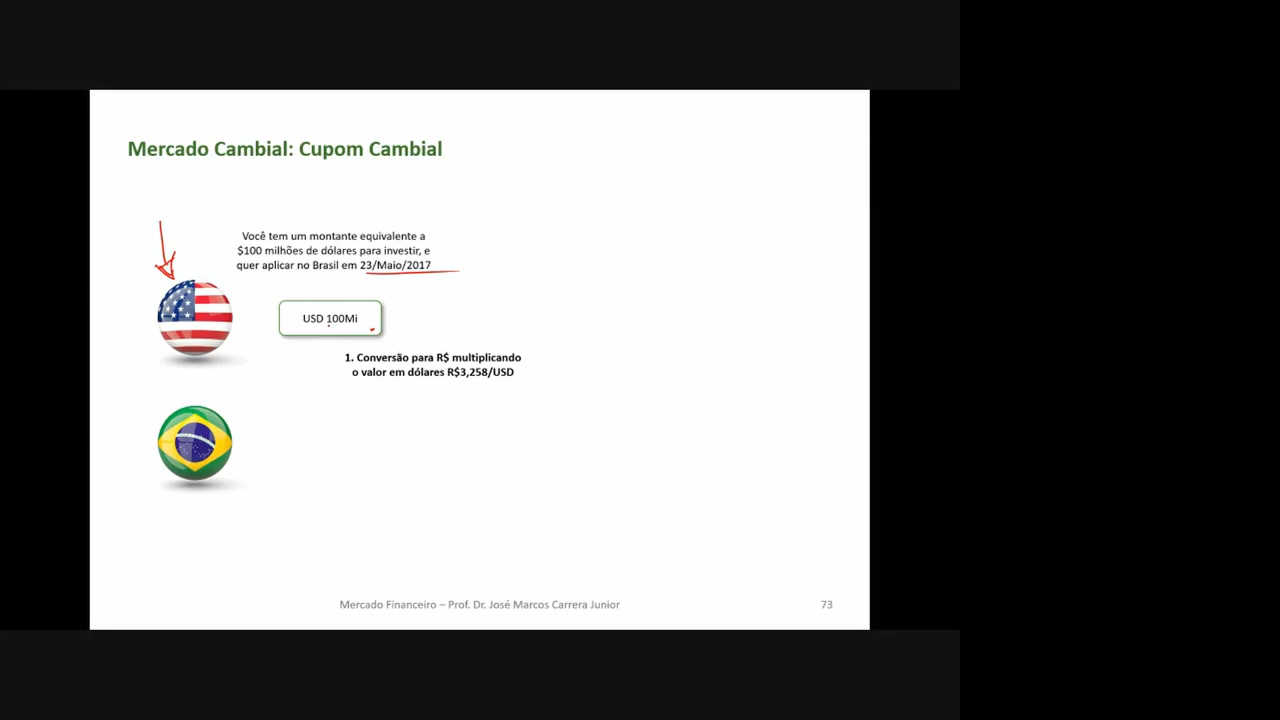 Mercado Cambial: Cupom Cambial
Você tem um montante equivalente a
$100 milhões de dólares para investir, e
quer aplicar no Brasil em 23/Maio/2017
USD 100Mi
1. Conversão para R$ multiplicando
o valor em dólares R$3,258/USD
Mercado Financeiro – Prof. Dr. José Marcos Carrera Junior
73